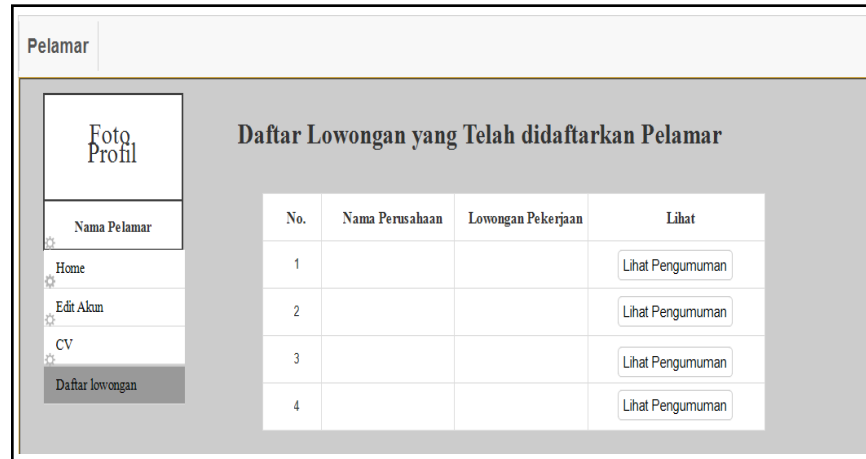 Pelamar
Foto
Profil
Nama Pelamar
Home
Edit Akun
CV
Daftar lowongan
Daftar Lowongan yang Telah didaftarkan Pelamar
No. Nama Perusahaan Lowongan Pekerjaan Lihat
1 Lihat Pengumuman
2 Lihat Pengumuman
3 Lihat Pengumuman
4 Lihat Pengumuman